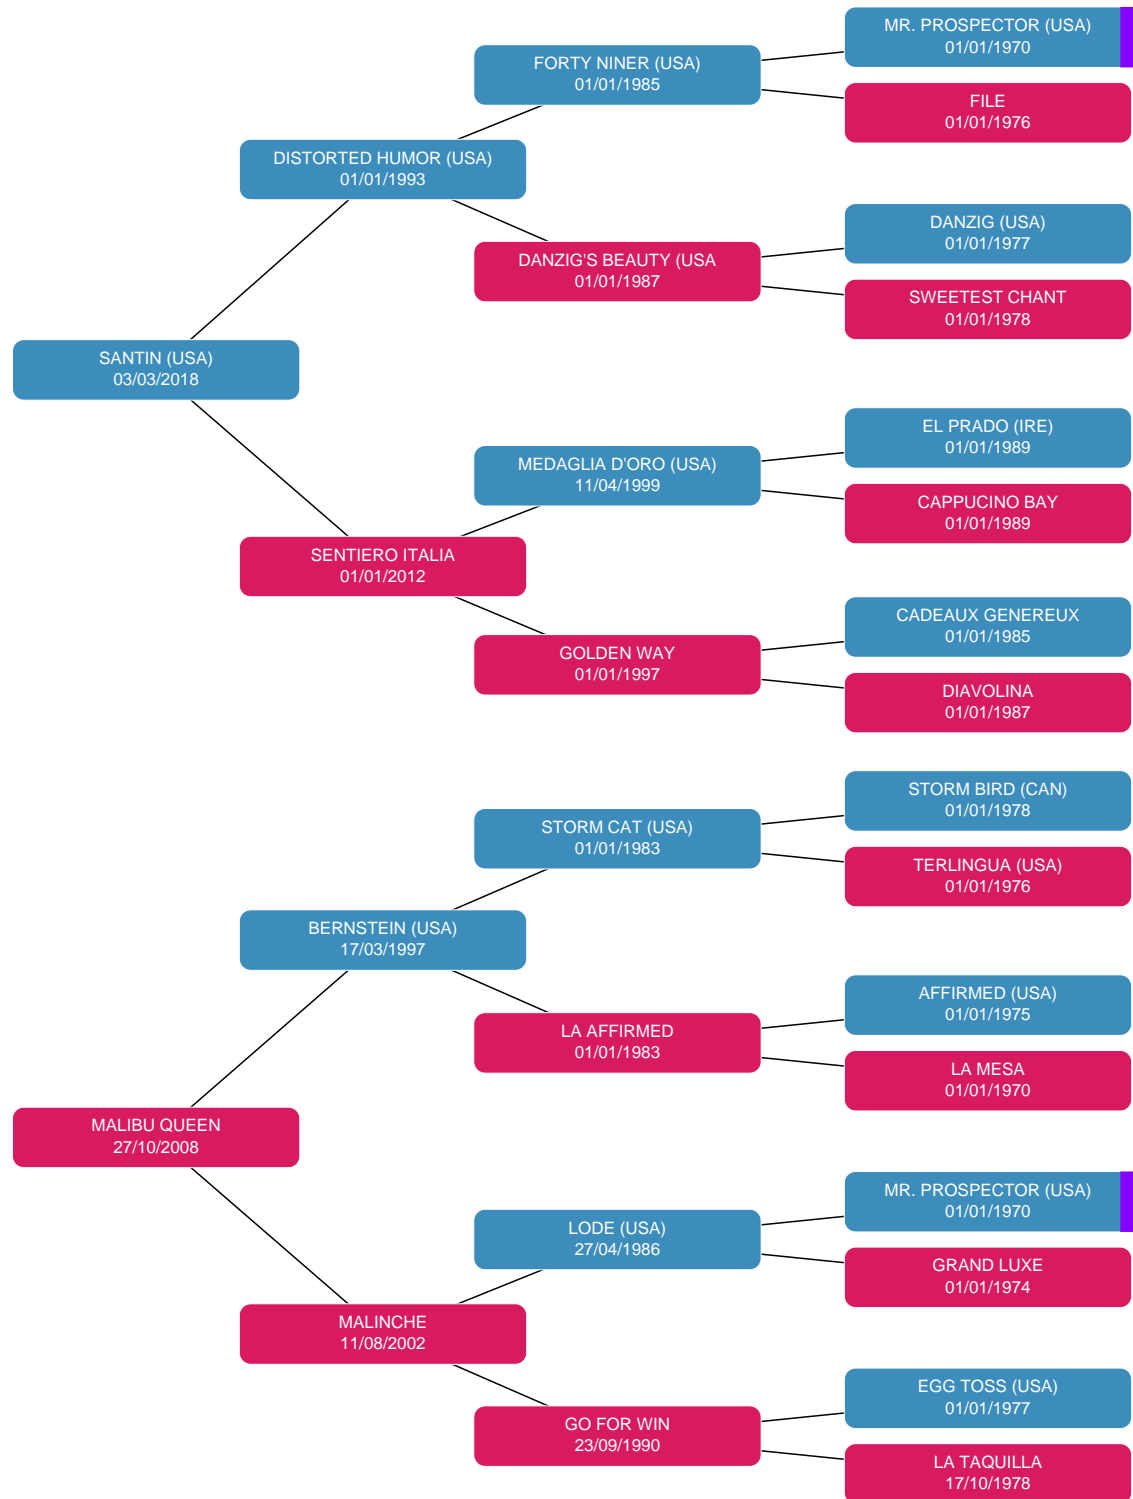 MR. PROSPECTOR (USA)
01/01/1970
FORTY NINER (USA)
01/01/1985
FILE
01/01/1976
DISTORTED HUMOR (USA)
01/01/1993
DANZIG (USA)
01/01/1977
DANZIG'S BEAUTY (USA
01/01/1987
SWEETEST CHANT
01/01/1978
SANTIN (USA)
03/03/2018
EL PRADO (IRE)
01/01/1989
MEDAGLIA D'ORO (USA)
11/04/1999
CAPPUCINO BAY
01/01/1989
SENTIERO ITALIA
01/01/2012
CADEAUX GENEREUX
01/01/1985
GOLDEN WAY
01/01/1997
DIAVOLINA
01/01/1987
STORM BIRD (CAN)
01/01/1978
STORM CAT (USA)
01/01/1983
TERLINGUA (USA)
01/01/1976
BERNSTEIN (USA)
17/03/1997
AFFIRMED (USA)
01/01/1975
LA AFFIRMED
01/01/1983
LA MESA
01/01/1970
MALIBU QUEEN
27/10/2008
MR. PROSPECTOR (USA)
01/01/1970
LODE (USA)
27/04/1986
GRAND LUXE
01/01/1974
MALINCHE
11/08/2002
EGG TOSS (USA)
01/01/1977
GO FOR WIN
23/09/1990
LA TAQUILLA
17/10/1978